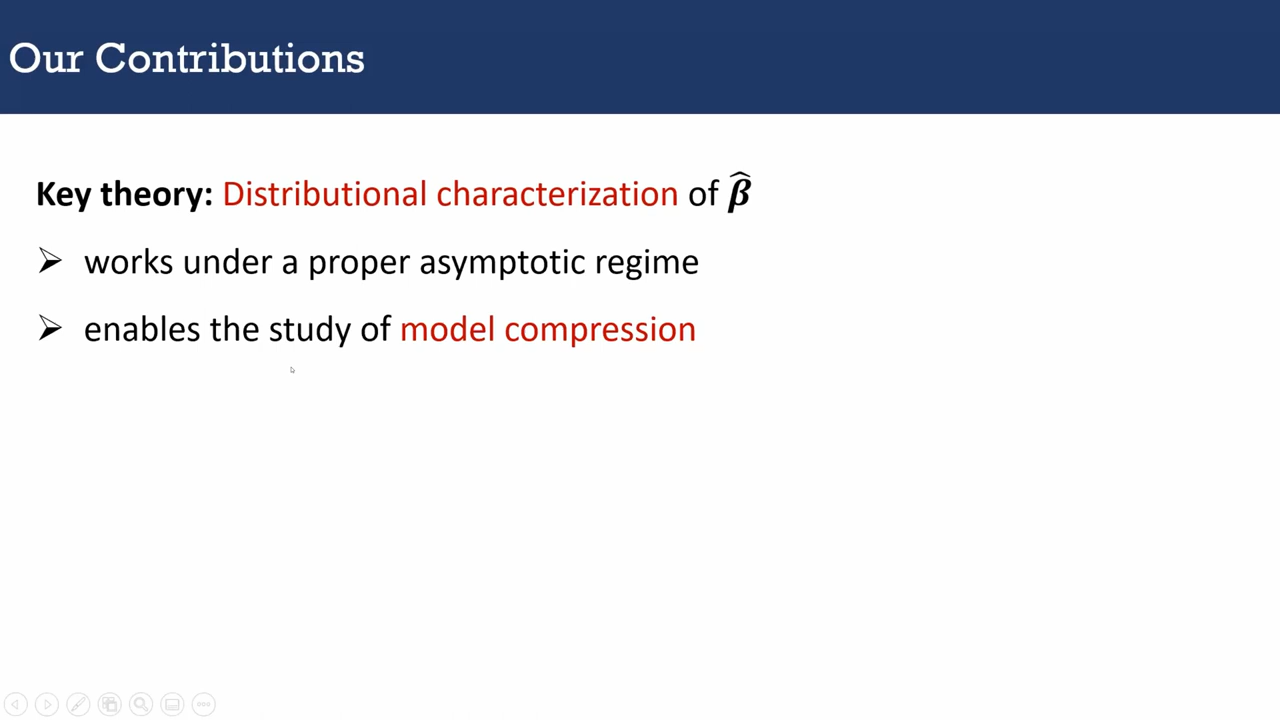 Our Contributions
Key theory: Distributional characterization of β̂
➢ works under a proper asymptotic regime
➢ enables the study of model compression